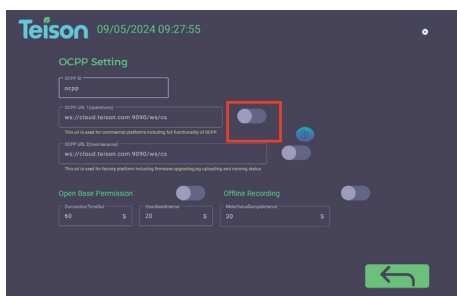 Teison 09/05/2024 09:27:55
OCPP Setting
OCPP ID
ocpp
OCPP URL 1(operations)
ws://cloud.teison.com:9090/ws/cs
This url is used for commercial platforms including full functionality of OCPP
OCPP URL 2(maintenance)
ws://cloud.teison.com:9090/ws/cs
This url is used for factory platform including firmware upgrading,log uploading and running status
Open Base Permission
Offline Recording
ConnectionTimeOut
60 S
HeartbeatInterval
20 S
MeterValueSampleInterval
30 S